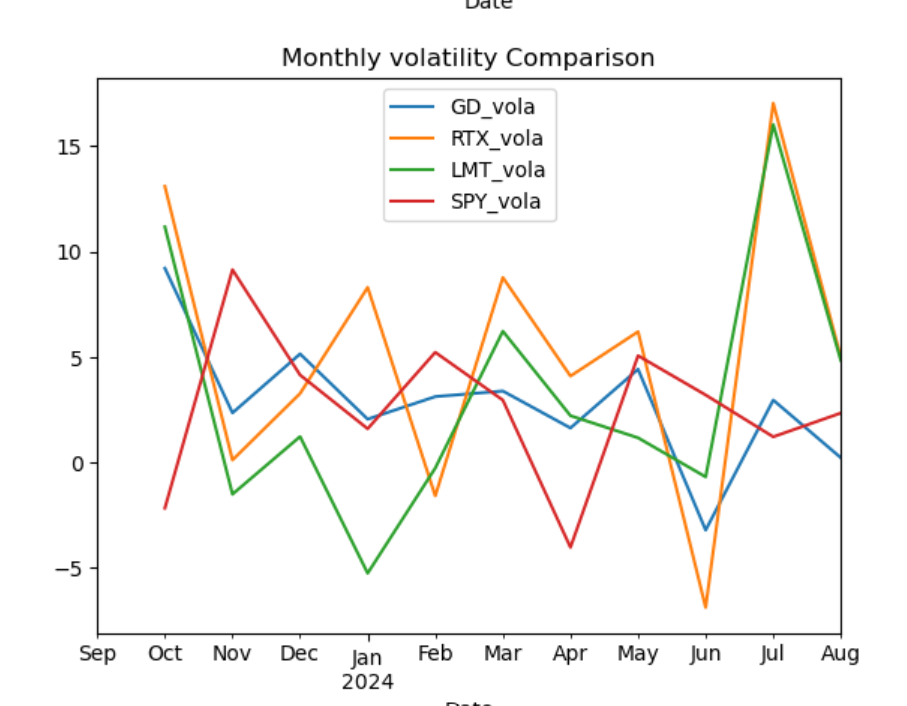 Date
Monthly volatility Comparison
GD_vola
RTX_vola
LMT_vola
SPY_vola
15
10
5
0
−5
Sep Oct Nov Dec Jan Feb Mar Apr May Jun Jul Aug
2024
Date